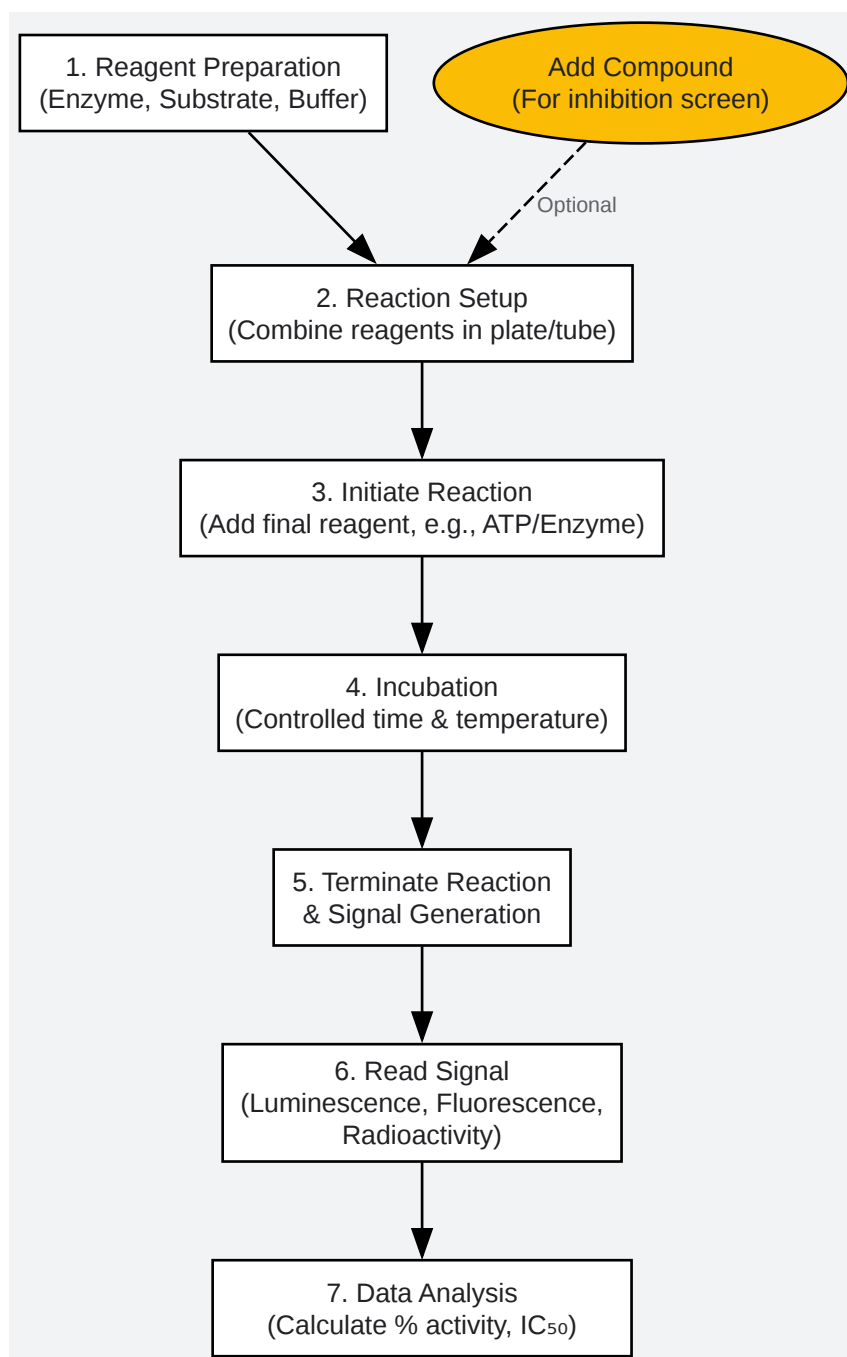 1. Reagent Preparation
(Enzyme, Substrate, Buffer)
Add Compound
(For inhibition screen)
Optional
2. Reaction Setup
(Combine reagents in plate/tube)
3. Initiate Reaction
(Add final reagent, e.g., ATP/Enzyme)
4. Incubation
(Controlled time & temperature)
5. Terminate Reaction
& Signal Generation
6. Read Signal
(Luminescence, Fluorescence,
Radioactivity)
7. Data Analysis
(Calculate % activity, IC₅₀)